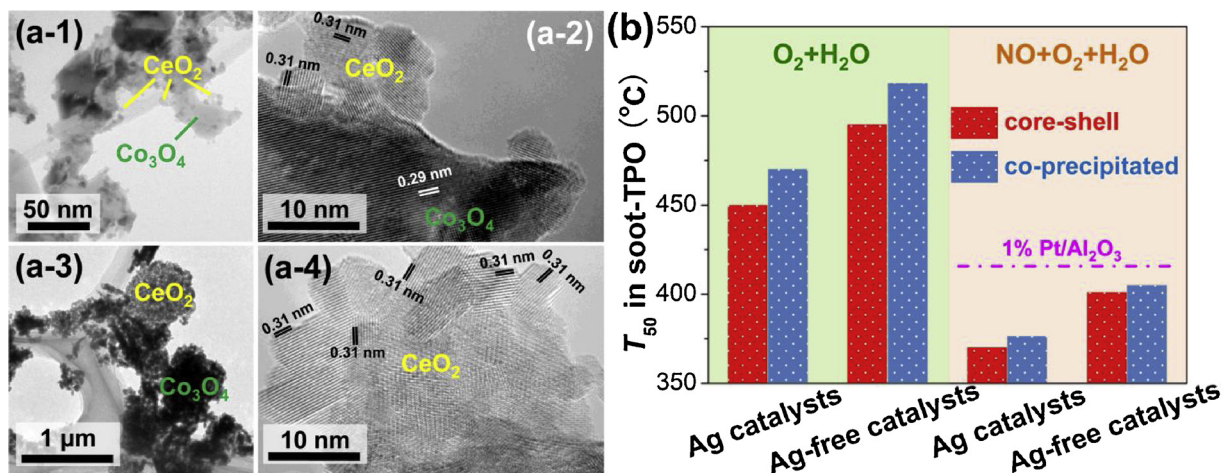 (a-1)
CeO₂
Co₃O₄
50 nm
(a-2)
0.31 nm
0.31 nm
CeO₂
0.29 nm
Co₃O₄
10 nm
(a-3)
CeO₂
Co₃O₄
1 µm
(a-4)
0.31 nm
0.31 nm
0.31 nm
0.31 nm
0.31 nm
CeO₂
10 nm
(b)
T₅₀ in soot-TPO (°C)
550
500
450
400
350
O₂+H₂O
NO+O₂+H₂O
core-shell
co-precipitated
1% Pt/Al₂O₃
Ag catalysts
Ag-free catalysts
Ag catalysts
Ag-free catalysts